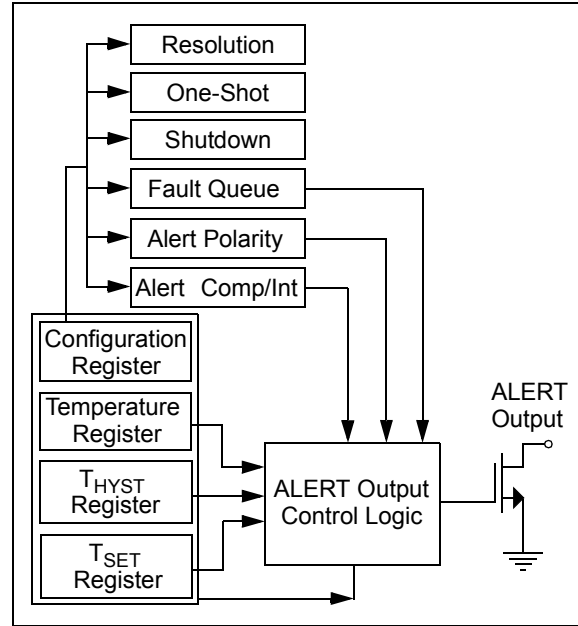 Resolution
One-Shot
Shutdown
Fault Queue
Alert Polarity
Alert Comp/Int
Configuration
Register
Temperature
Register
THYST
Register
TSET
Register
ALERT Output
Control Logic
ALERT
Output